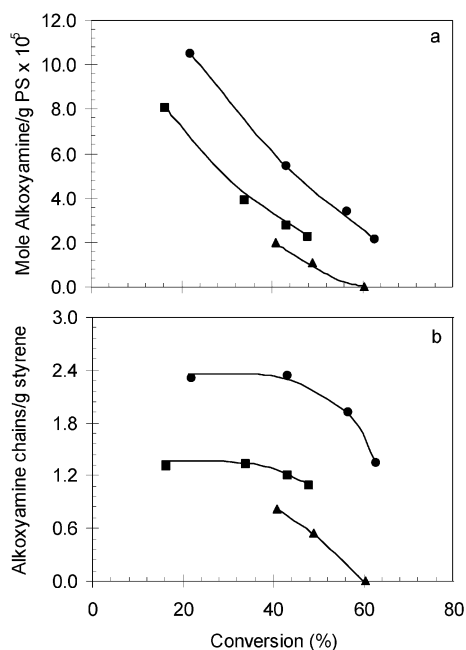 a
Mole Alkoxyamine/g PS x 10⁵
12.0
10.0
8.0
6.0
4.0
2.0
0.0
b
Alkoxyamine chains/g styrene
3.0
2.4
1.8
1.2
0.6
0.0
0 20 40 60 80
Conversion (%)